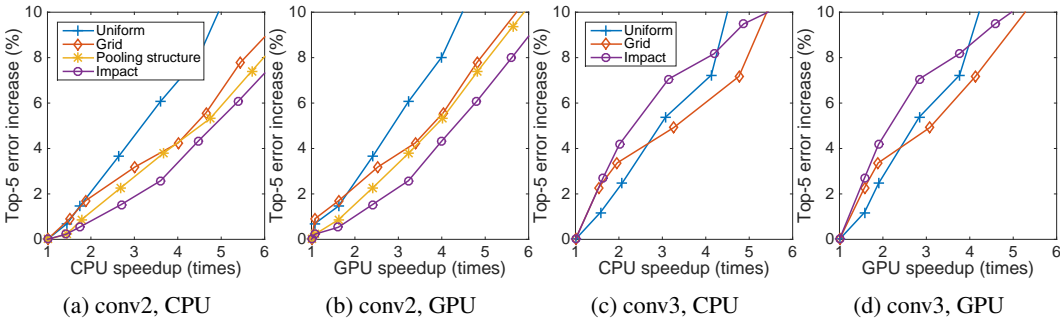 Top-5 error increase (%)
10
8
6
4
2
0
1 2 3 4 5 6
CPU speedup (times)
Uniform
Grid
Pooling structure
Impact
(a) conv2, CPU
Top-5 error increase (%)
10
8
6
4
2
0
1 2 3 4 5 6
GPU speedup (times)
(b) conv2, GPU
Top-5 error increase (%)
10
8
6
4
2
0
1 2 3 4 5 6
CPU speedup (times)
Uniform
Grid
Impact
(c) conv3, CPU
Top-5 error increase (%)
10
8
6
4
2
0
1 2 3 4 5 6
GPU speedup (times)
(d) conv3, GPU